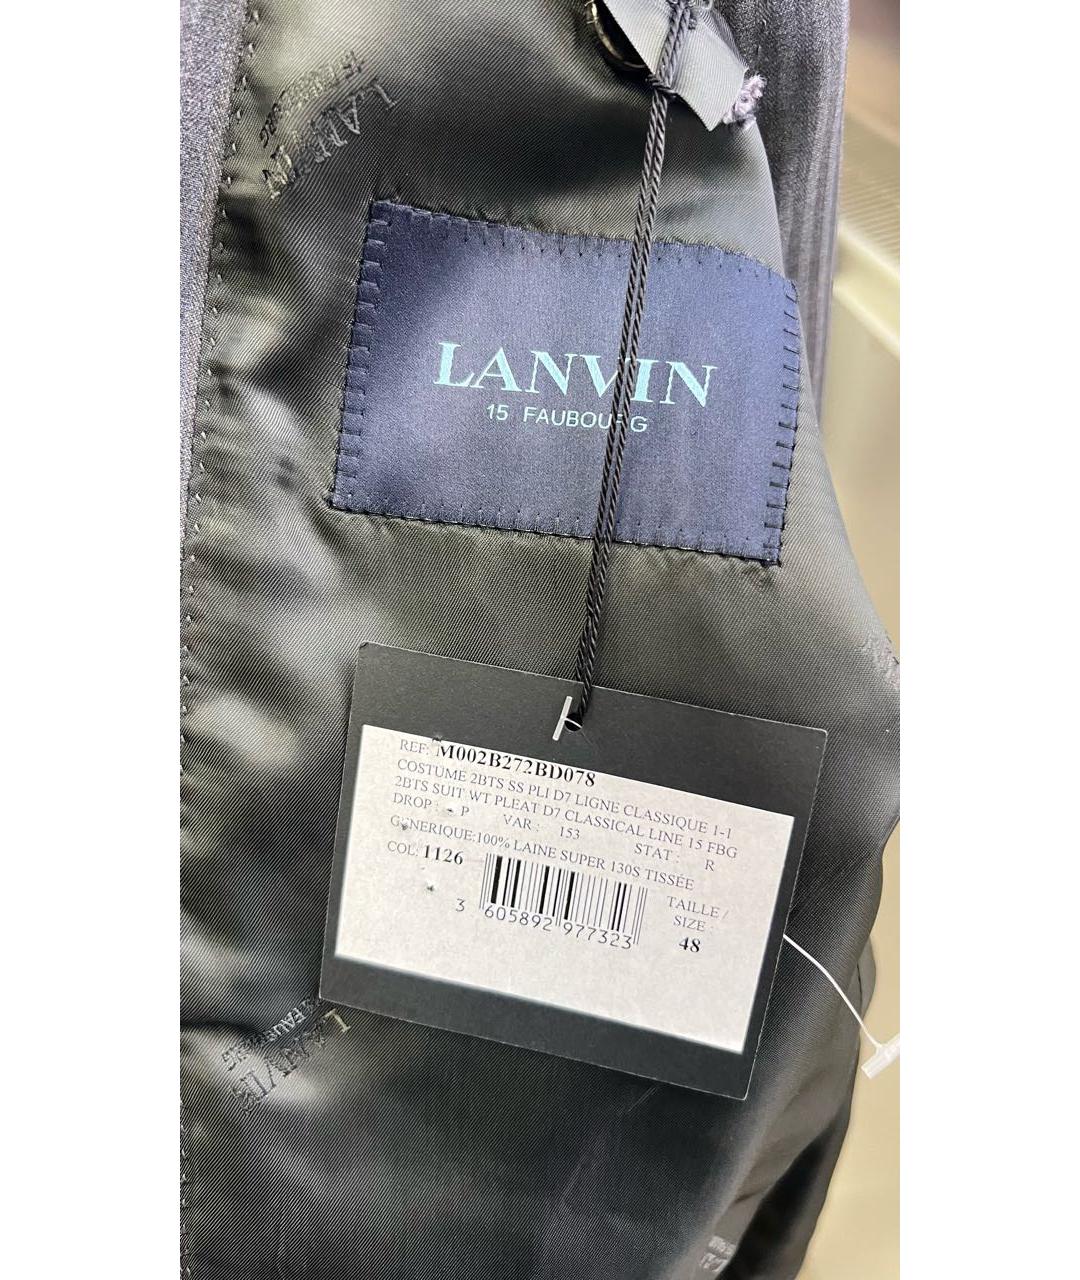 LANVIN
LANVIN
15 FAUBOURG
REF: M002B272BD078
COSTUME 2BTS SS PLI D7 LIGNE CLASSIQUE 1-1
2BTS SUIT WT PLEAT D7 CLASSICAL LINE 15 FBG
DROP : - P VAR : 153 STAT : R
GENERIQUE:100% LAINE SUPER 130S TISSÉE
COL: 1126
TAILLE /
SIZE :
48
3 605892 977323
LANVIN